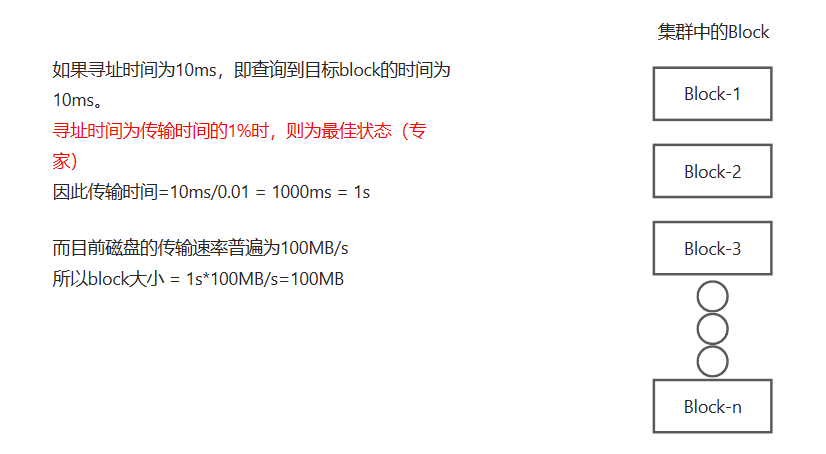 集群中的Block
如果寻址时间为10ms，即查询到目标block的时间为
10ms。
寻址时间为传输时间的1%时，则为最佳状态（专
家）
因此传输时间=10ms/0.01 = 1000ms = 1s
而目前磁盘的传输速率普遍为100MB/s
所以block大小 = 1s*100MB/s=100MB
Block-1
Block-2
Block-3
Block-n